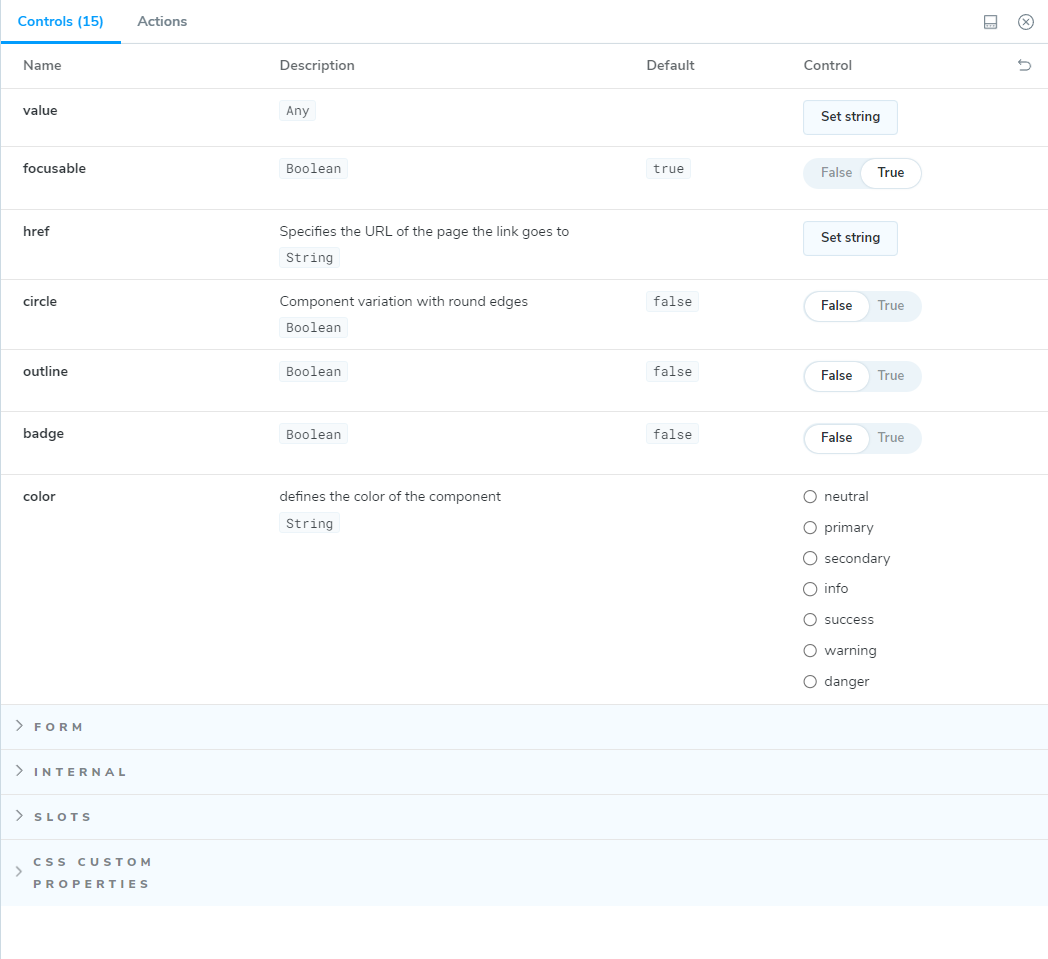 Controls (15) Actions
Name Description Default Control
value Any Set string
focusable Boolean true False True
href Specifies the URL of the page the link goes to Set string
String
circle Component variation with round edges false False True
Boolean
outline Boolean false False True
badge Boolean false False True
color defines the color of the component neutral
String
primary
secondary
info
success
warning
danger
FORM
INTERNAL
SLOTS
CSS CUSTOM
PROPERTIES